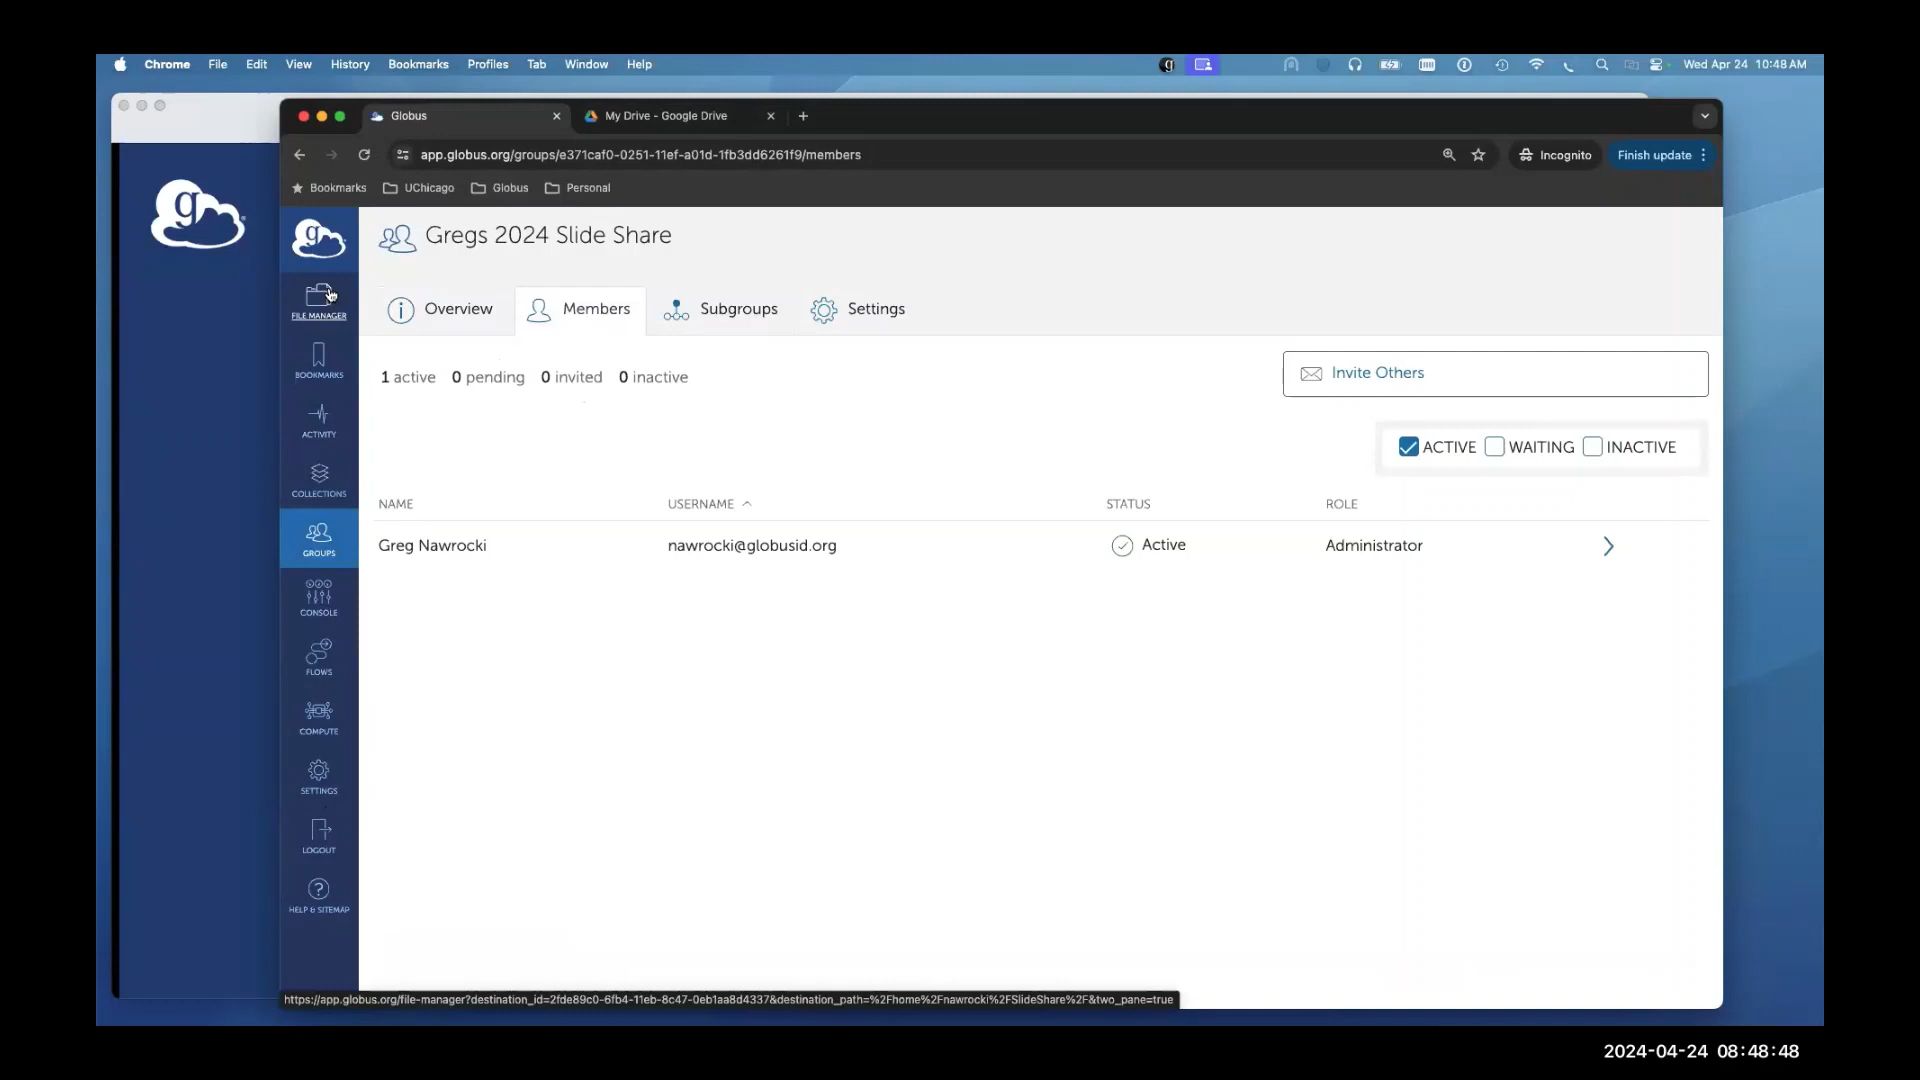 Chrome File Edit View History Bookmarks Profiles Tab Window Help
Wed Apr 24 10:48 AM
Globus
My Drive - Google Drive
app.globus.org/groups/e371caf0-0251-11ef-a01d-1fb3dd6261f9/members
Incognito
Finish update
Bookmarks UChicago Globus Personal
g
g
Gregs 2024 Slide Share
FILE MANAGER
Overview Members Subgroups Settings
BOOKMARKS
1 active 0 pending 0 invited 0 inactive
Invite Others
ACTIVITY
ACTIVE WAITING INACTIVE
COLLECTIONS
NAME USERNAME STATUS ROLE
GROUPS
Greg Nawrocki nawrocki@globusid.org Active Administrator
CONSOLE
FLOWS
COMPUTE
SETTINGS
LOGOUT
HELP & SITEMAP
https://app.globus.org/file-manager?destination_id=2fde89c0-6fb4-11eb-8c47-0eb1aa8d4337&destination_path=%2Fhome%2Fnawrocki%2FSlideShare%2F&two_pane=true
2024-04-24 08:48:48